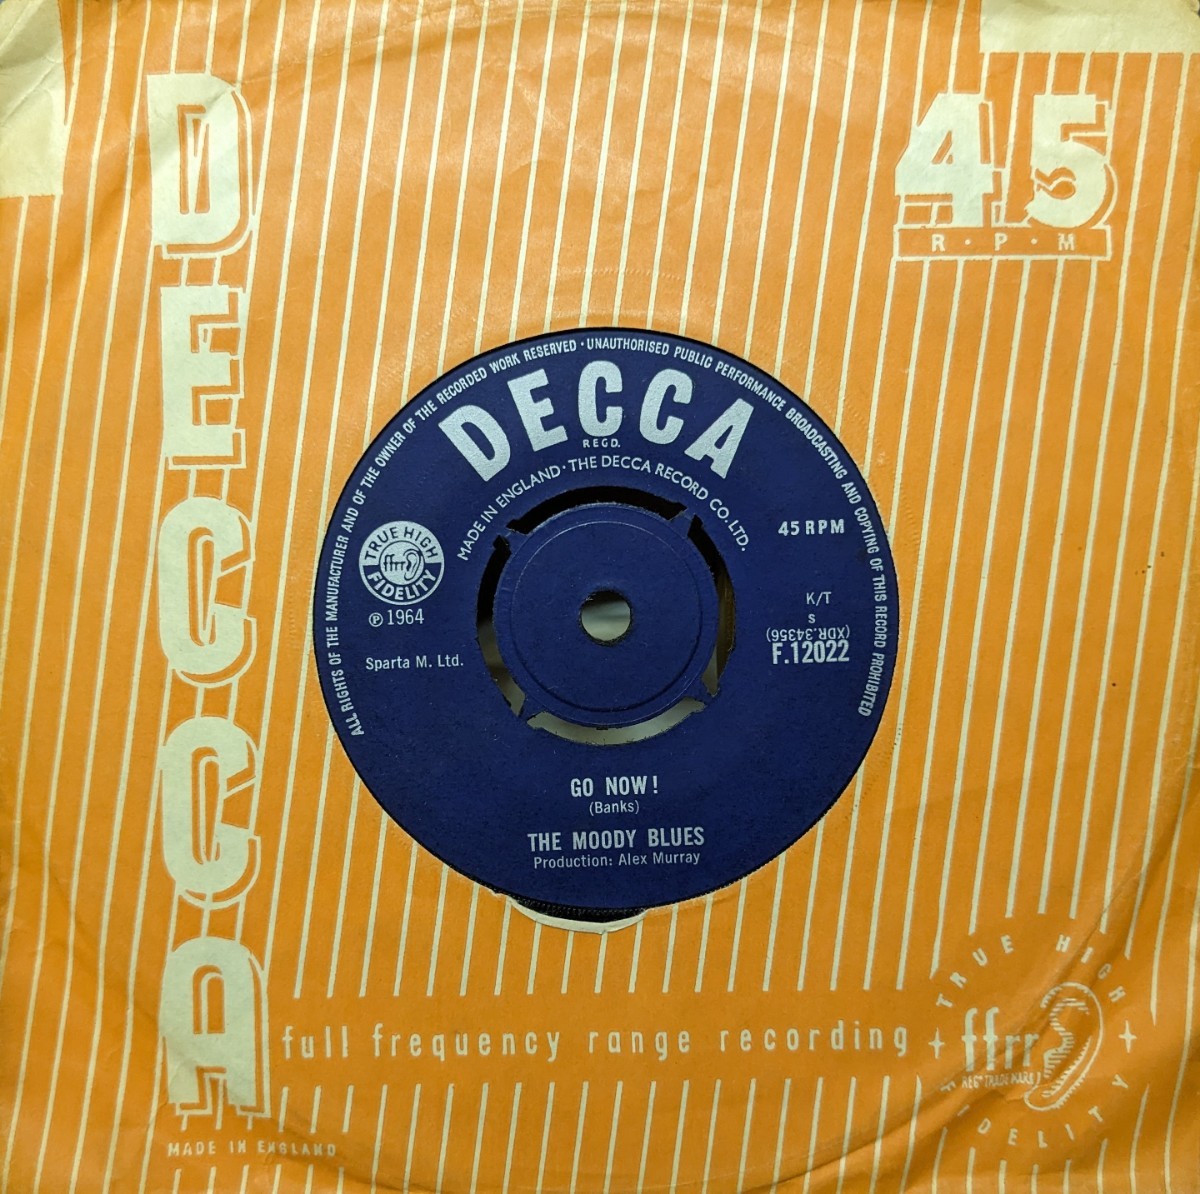 DECCA
45
R·P·M
ALL RIGHTS OF THE MANUFACTURER AND OF THE OWNER OF THE RECORDED WORK RESERVED · UNAUTHORISED PUBLIC PERFORMANCE BROADCASTING AND COPYING OF THIS RECORD PROHIBITED
DECCA
REGD.
MADE IN ENGLAND · THE DECCA RECORD CO. LTD.
TRUE HIGH
ffrr
FIDELITY
℗ 1964
Sparta M. Ltd.
45 RPM
K/T
S
(XDR.34356)
F.12022
GO NOW!
(Banks)
THE MOODY BLUES
Production: Alex Murray
full frequency range recording
TRUE HIGH
ffrr
REGD TRADE MARK
FIDELITY
MADE IN ENGLAND